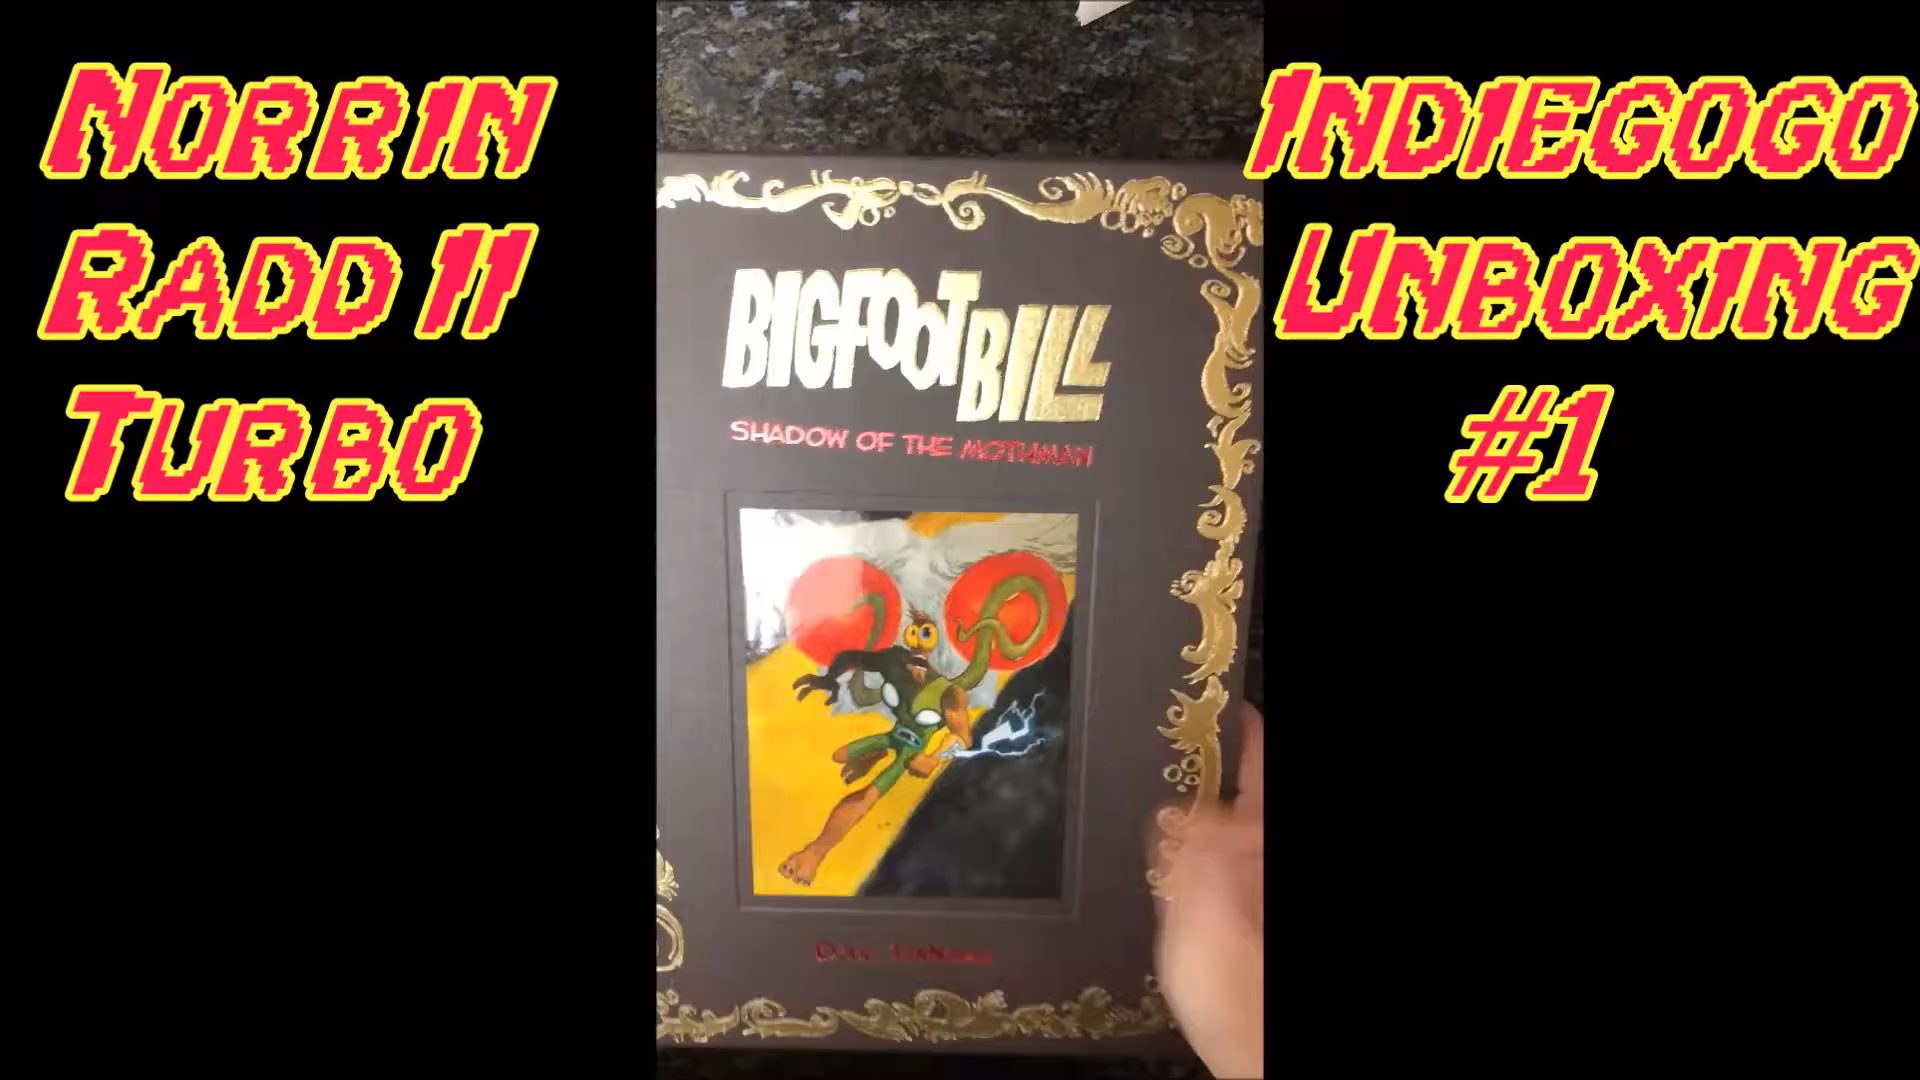 Norrin
Radd II
Turbo
Indiegogo
Unboxing
#1
BIGFOOT BILL
SHADOW OF THE MOTHMAN